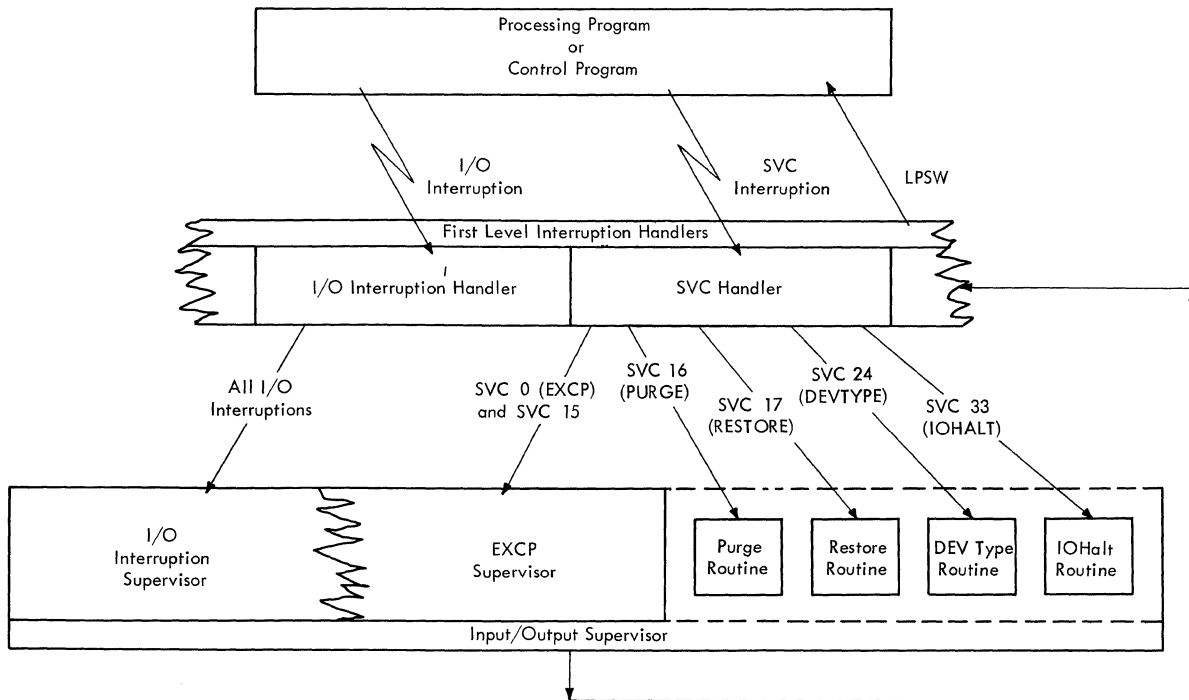 Processing Program
or
Control Program
I/O
Interruption
SVC
Interruption
LPSW
First Level Interruption Handlers
I/O Interruption Handler
SVC Handler
All I/O
Interruptions
SVC 0 (EXCP)
and SVC 15
SVC 16
(PURGE)
SVC 17
(RESTORE)
SVC 24
(DEVTYPE)
SVC 33
(IOHALT)
I/O
Interruption
Supervisor
EXCP
Supervisor
Purge
Routine
Restore
Routine
DEV Type
Routine
IOHalt
Routine
Input/Output Supervisor